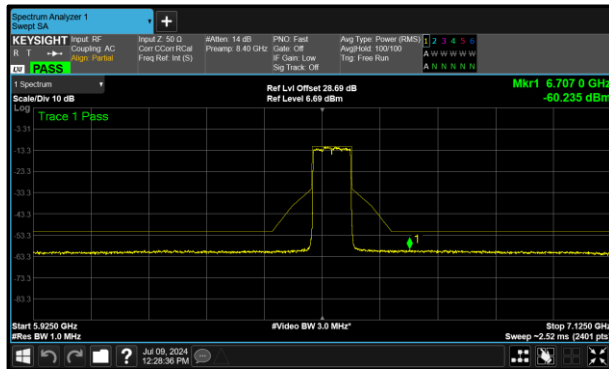 Spectrum Analyzer 1
Swept SA
KEYSIGHT Input: RF Input Z: 50 Ω #Atten: 14 dB PNO: Fast Avg Type: Power (RMS) 1 2 3 4 5 6
R T Coupling: AC Corr CCorr RCal Preamp: 8.40 GHz Gate: Off Avg|Hold: 100/100 A W W W W W
Align: Partial Freq Ref: Int (S) IF Gain: Low Trig: Free Run
LXI PASS Sig Track: Off A N N N N N
1 Spectrum Ref Lvl Offset 28.69 dB Mkr1 6.707 0 GHz
Scale/Div 10 dB Ref Level 6.69 dBm -60.235 dBm
Log
Trace 1 Pass
-3.31
-13.3
-23.3
-33.3
-43.3
-53.3
1
-63.3
-73.3
-83.3
Start 5.9250 GHz #Video BW 3.0 MHz* Stop 7.1250 GHz
#Res BW 1.0 MHz Sweep ~2.52 ms (2401 pts)
? Jul 09, 2024
12:28:36 PM